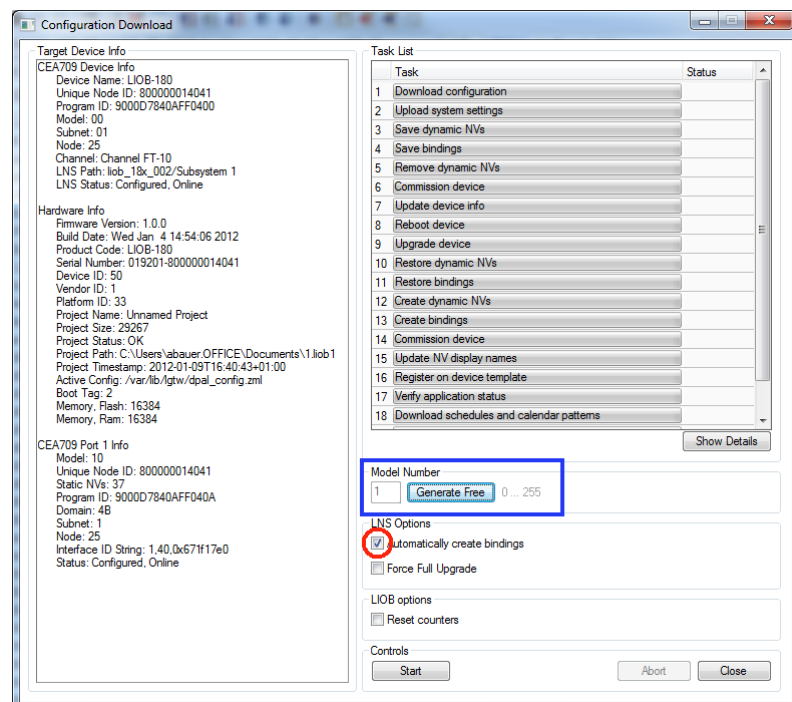 Configuration Download
Target Device Info
CEA709 Device Info
Device Name: LIOB-180
Unique Node ID: 800000014041
Program ID: 9000D7840AFF0400
Model: 00
Subnet: 01
Node: 25
Channel: Channel FT-10
LNS Path: liob_18x_002/Subsystem 1
LNS Status: Configured, Online
Hardware Info
Firmware Version: 1.0.0
Build Date: Wed Jan 4 14:54:06 2012
Product Code: LIOB-180
Serial Number: 019201-800000014041
Device ID: 50
Vendor ID: 1
Platform ID: 33
Project Name: Unnamed Project
Project Size: 29267
Project Status: OK
Project Path: C:\Users\abauer.OFFICE\Documents\1.liob1
Project Timestamp: 2012-01-09T16:40:43+01:00
Active Config: /var/lib/lgtw/dpal_config.zml
Boot Tag: 2
Memory, Flash: 16384
Memory, Ram: 16384
CEA709 Port 1 Info
Model: 10
Unique Node ID: 800000014041
Static NVs: 37
Program ID: 9000D7840AFF040A
Domain: 4B
Subnet: 1
Node: 25
Interface ID String: 1,40,0x671f17e0
Status: Configured, Online
Task List
Task Status
1 Download configuration
2 Upload system settings
3 Save dynamic NVs
4 Save bindings
5 Remove dynamic NVs
6 Commission device
7 Update device info
8 Reboot device
9 Upgrade device
10 Restore dynamic NVs
11 Restore bindings
12 Create dynamic NVs
13 Create bindings
14 Commission device
15 Update NV display names
16 Register on device template
17 Verify application status
18 Download schedules and calendar patterns
Show Details
Model Number
1 Generate Free 0 ... 255
LNS Options
Automatically create bindings
Force Full Upgrade
LIOB options
Reset counters
Controls
Start Abort Close